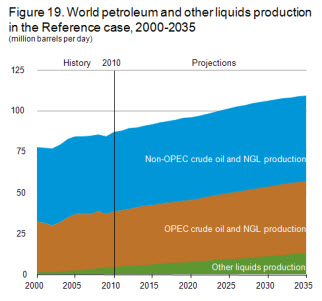 Figure 19. World petroleum and other liquids production
in the Reference case, 2000-2035
(million barrels per day)
History 2010 Projections
125
100
75
50
25
0
Non-OPEC crude oil and NGL production
OPEC crude oil and NGL production
Other liquids production
2000 2005 2010 2015 2020 2025 2030 2035